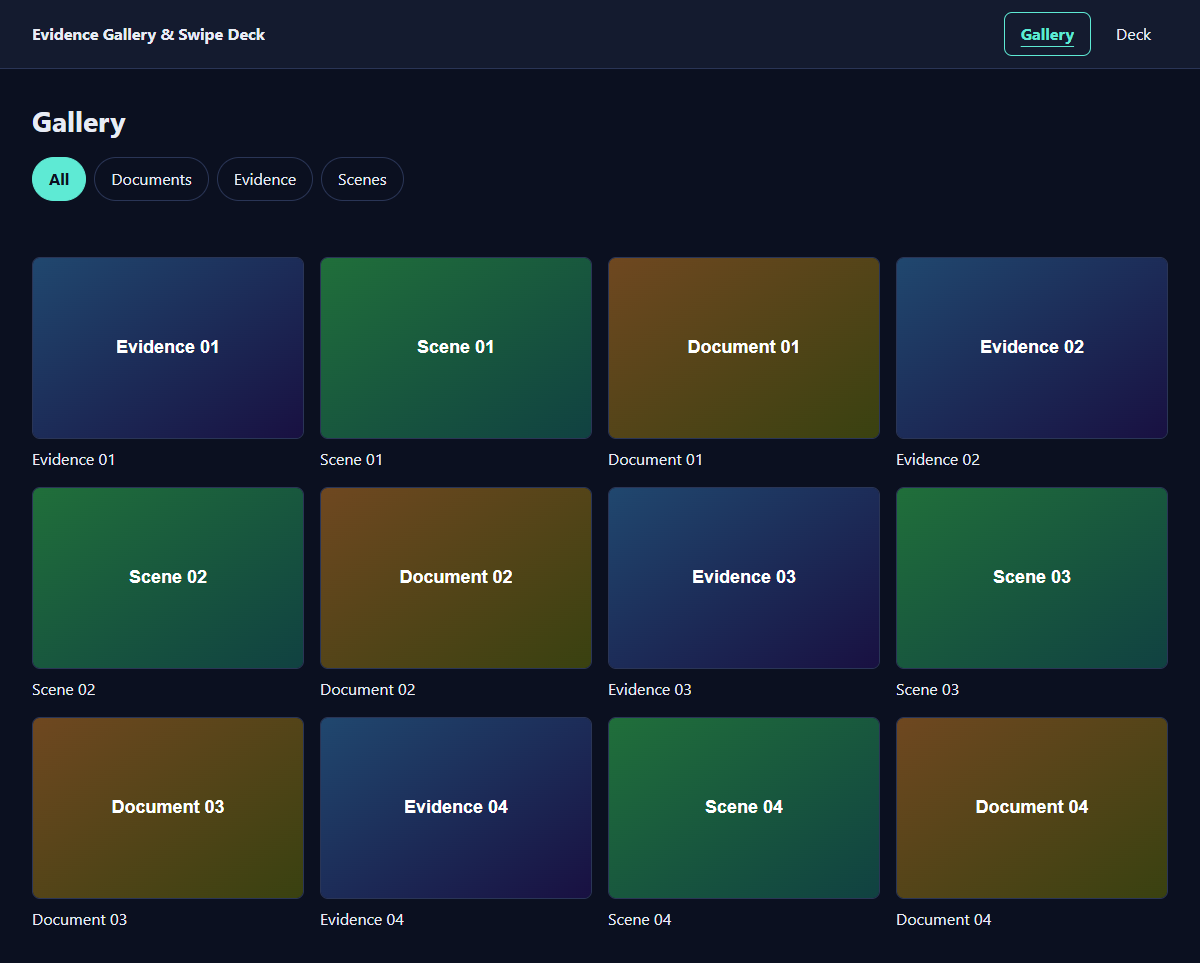 Evidence Gallery & Swipe Deck
Gallery
Deck
Gallery
All
Documents
Evidence
Scenes
Evidence 01
Scene 01
Document 01
Evidence 02
Evidence 01
Scene 01
Document 01
Evidence 02
Scene 02
Document 02
Evidence 03
Scene 03
Scene 02
Document 02
Evidence 03
Scene 03
Document 03
Evidence 04
Scene 04
Document 04
Document 03
Evidence 04
Scene 04
Document 04